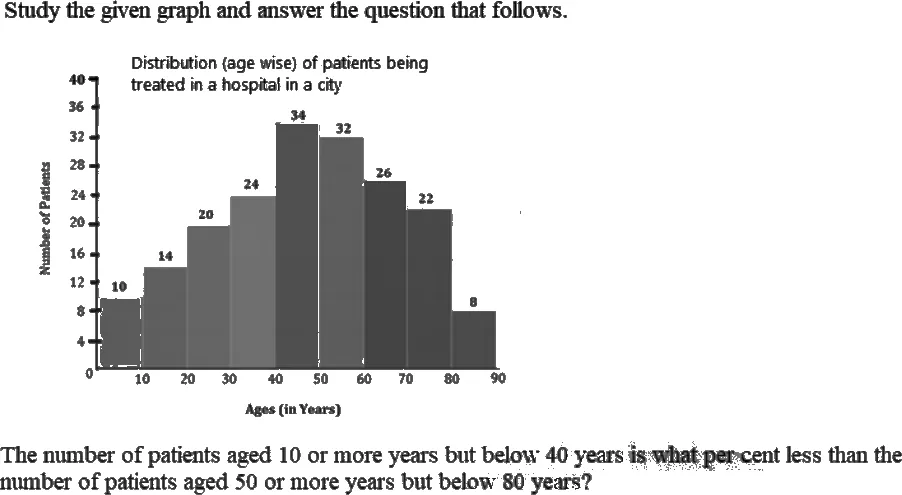 Study the given graph and answer the question that follows.
Distribution (age wise) of patients being
treated in a hospital in a city
Number of Patients
40
36
32
28
24
20
16
12
8
4
0
10
14
20
24
34
32
26
22
8
10 20 30 40 50 60 70 80 90
Ages (in Years)
The number of patients aged 10 or more years but below 40 years is what per cent less than the
number of patients aged 50 or more years but below 80 years?